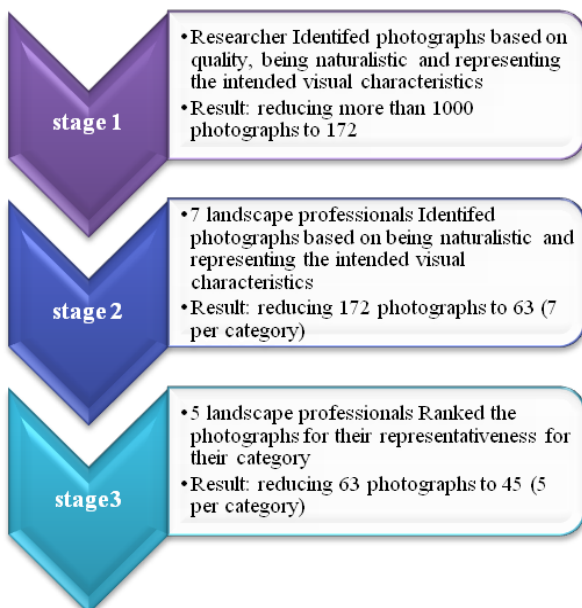 stage 1
•Researcher Identifed photographs based on
quality, being naturalistic and representing
the intended visual characteristics
•Result: reducing more than 1000
photographs to 172
stage 2
•7 landscape professionals Identifed
photographs based on being naturalistic and
representing the intended visual
characteristics
•Result: reducing 172 photographs to 63 (7
per category)
stage3
•5 landscape professionals Ranked the
photographs for their representativeness for
their category
•Result: reducing 63 photographs to 45 (5
per category)